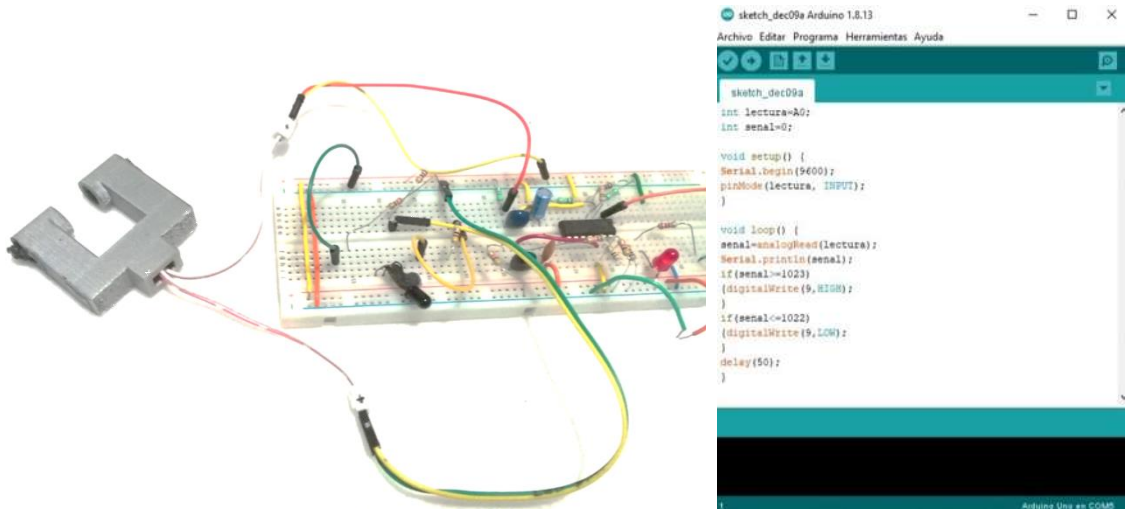 sketch_dec09a Arduino 1.8.13
Archivo Editar Programa Herramientas Ayuda
sketch_dec09a
int lectura=A0;
int senal=0;
void setup() {
Serial.begin(9600);
pinMode(lectura, INPUT);
}
void loop() {
senal=analogRead(lectura);
Serial.println(senal);
if(senal>=1023)
{digitalWrite(9,HIGH);
}
if(senal<=1022)
{digitalWrite(9,LOW);
}
delay(50);
}
1
Arduino Uno en COM5